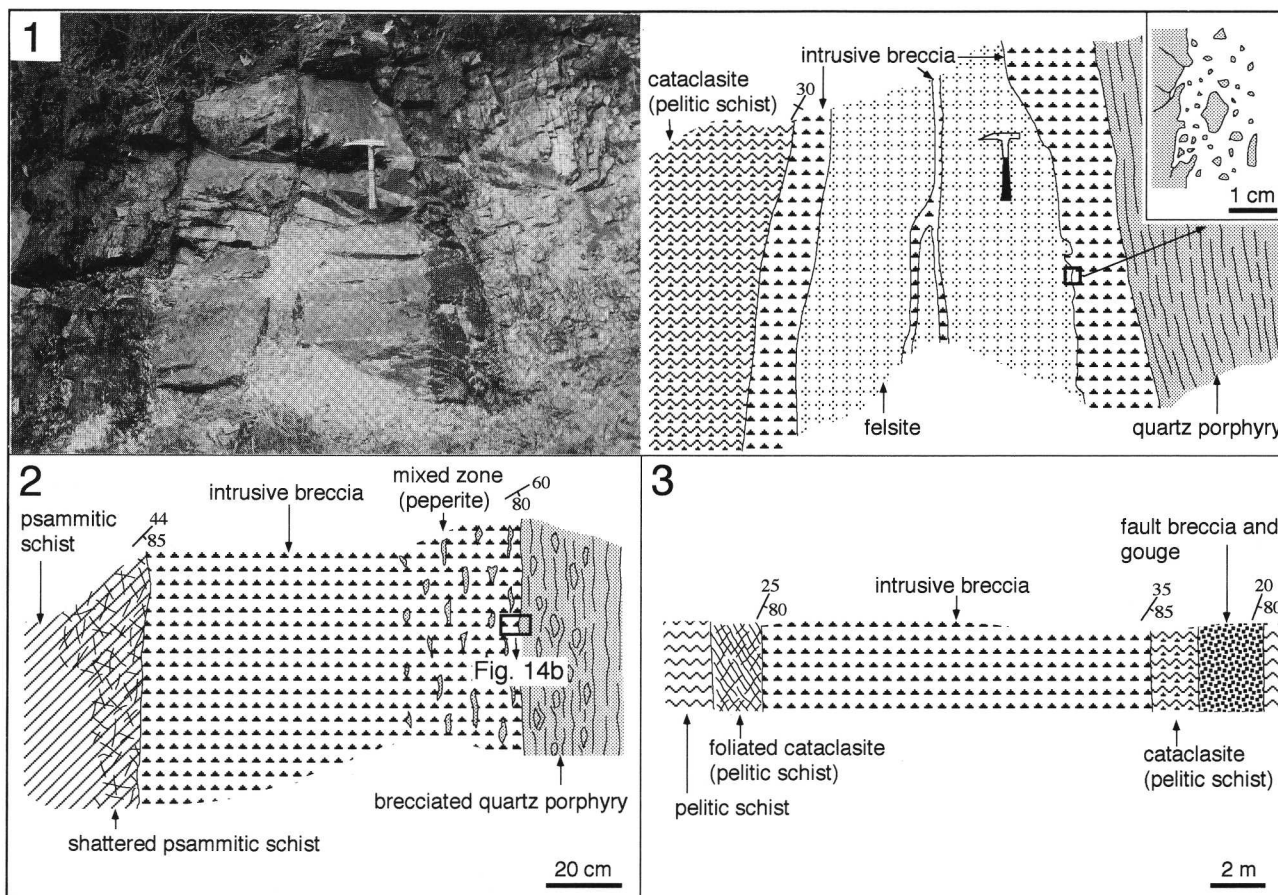 1
intrusive breccia
cataclasite
(pelitic schist)
30
1 cm
felsite
quartz porphyry
2
psammitic
schist
44
85
intrusive breccia
mixed zone
(peperite)
60
80
Fig. 14b
brecciated quartz porphyry
shattered psammitic schist
20 cm
3
fault breccia and
gouge
25
80
intrusive breccia
35
85
20
80
foliated cataclasite
(pelitic schist)
pelitic schist
cataclasite
(pelitic schist)
2 m